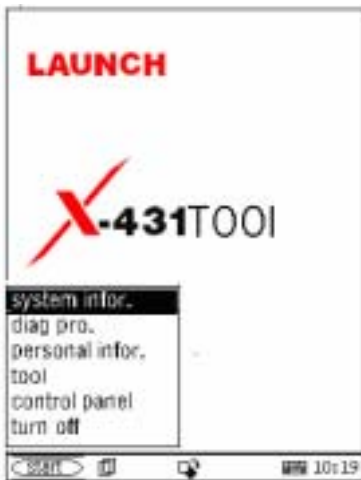 LAUNCH
X-431TOOl
system infor.
diag pro.
personal infor.
tool
control panel
turn off
start 10:19